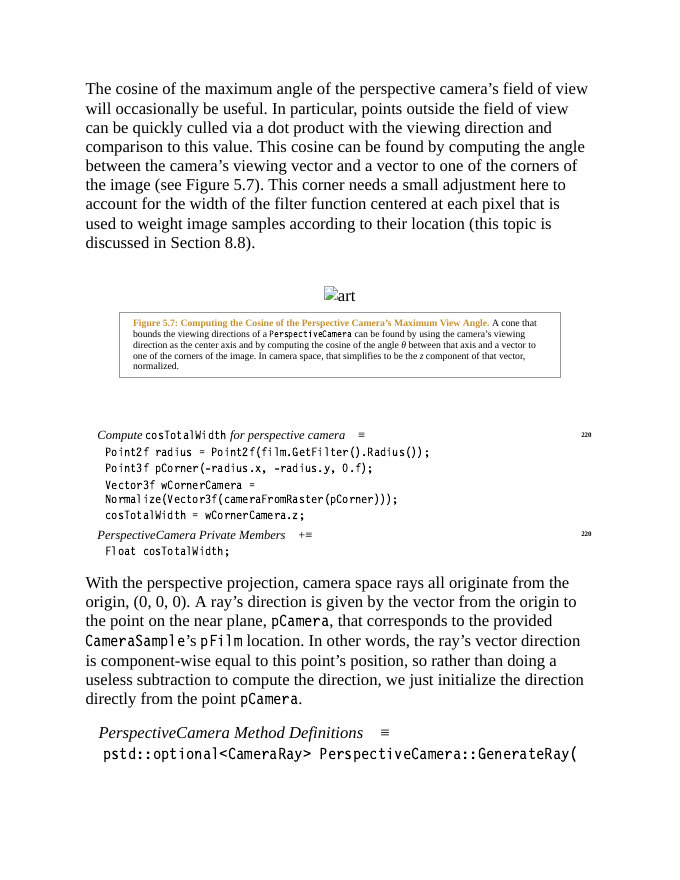 The cosine of the maximum angle of the perspective camera’s field of view
will occasionally be useful. In particular, points outside the field of view
can be quickly culled via a dot product with the viewing direction and
comparison to this value. This cosine can be found by computing the angle
between the camera’s viewing vector and a vector to one of the corners of
the image (see Figure 5.7). This corner needs a small adjustment here to
account for the width of the filter function centered at each pixel that is
used to weight image samples according to their location (this topic is
discussed in Section 8.8).
art
Figure 5.7: Computing the Cosine of the Perspective Camera’s Maximum View Angle. A cone that
bounds the viewing directions of a PerspectiveCamera can be found by using the camera’s viewing
direction as the center axis and by computing the cosine of the angle θ between that axis and a vector to
one of the corners of the image. In camera space, that simplifies to be the z component of that vector,
normalized.
Compute cosTotalWidth for perspective camera ≡ 220
Point2f radius = Point2f(film.GetFilter().Radius());
Point3f pCorner(-radius.x, -radius.y, 0.f);
Vector3f wCornerCamera =
Normalize(Vector3f(cameraFromRaster(pCorner)));
cosTotalWidth = wCornerCamera.z;
PerspectiveCamera Private Members +≡ 220
Float cosTotalWidth;
With the perspective projection, camera space rays all originate from the
origin, (0, 0, 0). A ray’s direction is given by the vector from the origin to
the point on the near plane, pCamera, that corresponds to the provided
CameraSample’s pFilm location. In other words, the ray’s vector direction
is component-wise equal to this point’s position, so rather than doing a
useless subtraction to compute the direction, we just initialize the direction
directly from the point pCamera.
PerspectiveCamera Method Definitions ≡
pstd::optional<CameraRay> PerspectiveCamera::GenerateRay(